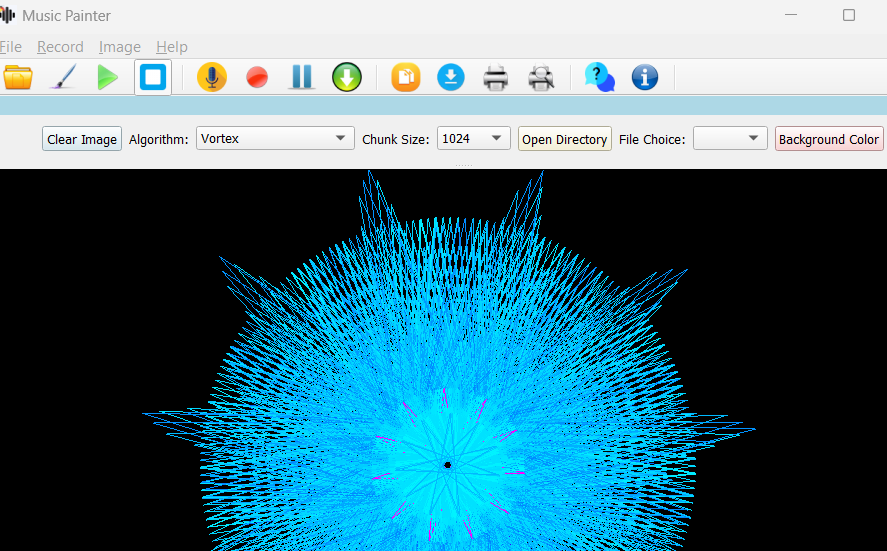 Music Painter
File Record Image Help
Clear Image Algorithm: Vortex Chunk Size: 1024 Open Directory File Choice: Background Color